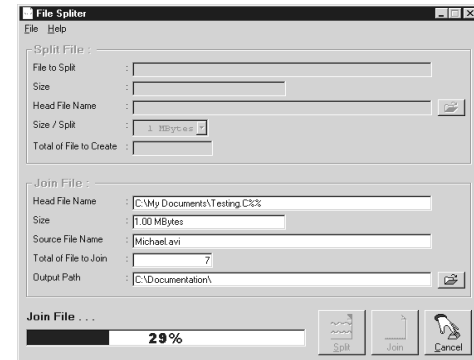 File Spliter
File Help
Split File :
File to Split :
Size :
Head File Name :
Size / Split : 1 MBytes
Total of File to Create :
Join File :
Head File Name : C:\My Documents\Testing.C%%
Size : 1.00 MBytes
Source File Name : Michael.avi
Total of File to Join : 7
Output Path : C:\Documentation\
Join File . . .
29%
Split Join Cancel